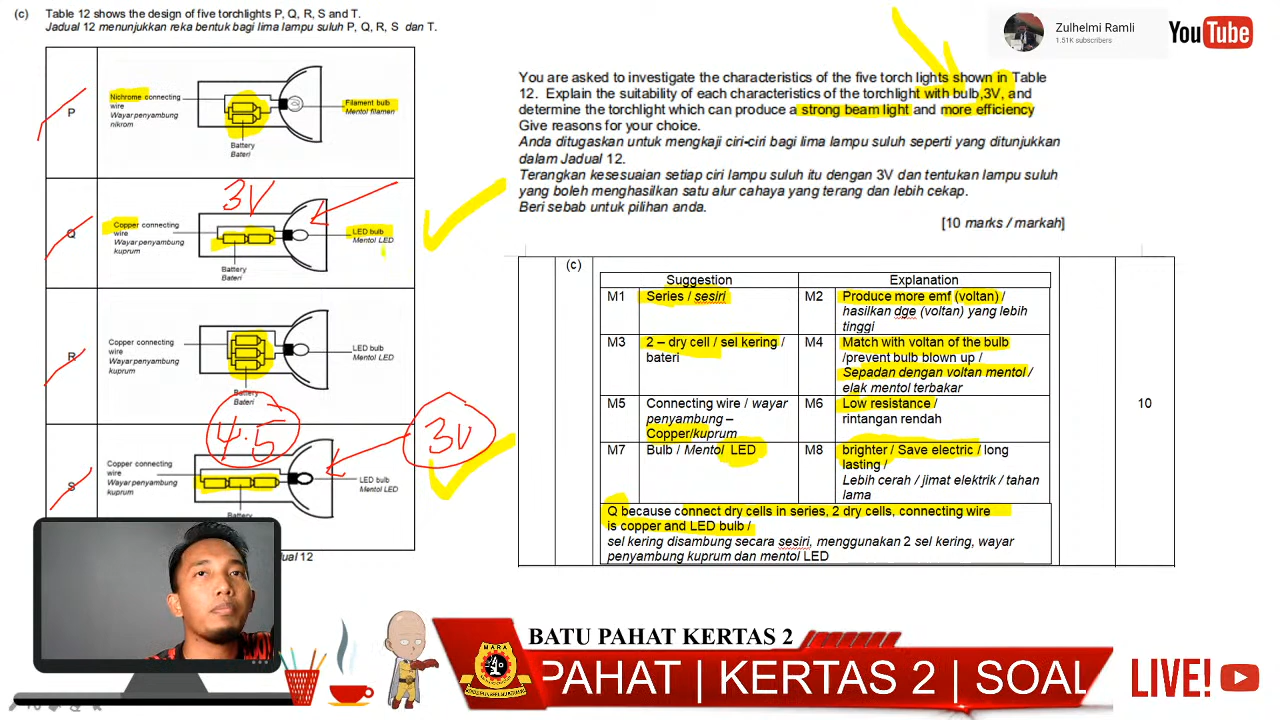 (c) Table 12 shows the design of five torchlights P, Q, R, S and T.
Jadual 12 menunjukkan reka bentuk bagi lima lampu suluh P, Q, R, S dan T.
P
Nichrome connecting
wire
Wayar penyambung
nikrom
Filament bulb
Mentol filamen
Battery
Bateri
3V
Q
Copper connecting
wire
Wayar penyambung
kuprum
LED bulb
Mentol LED
Battery
Bateri
R
Copper connecting
wire
Wayar penyambung
kuprum
LED bulb
Mentol LED
Battery
Bateri
4.5
3V
S
Copper connecting
wire
Wayar penyambung
kuprum
LED bulb
Mentol LED
Battery
dual 12
Zulhelmi Ramli
1.51K subscribers
YouTube
You are asked to investigate the characteristics of the five torch lights shown in Table
12. Explain the suitability of each characteristics of the torchlight with bulb,3V, and
determine the torchlight which can produce a strong beam light and more efficiency
Give reasons for your choice.
Anda ditugaskan untuk mengkaji ciri-ciri bagi lima lampu suluh seperti yang ditunjukkan
dalam Jadual 12.
Terangkan kesesuaian setiap ciri lampu suluh itu dengan 3V dan tentukan lampu suluh
yang boleh menghasilkan satu alur cahaya yang terang dan lebih cekap.
Beri sebab untuk pilihan anda.
[10 marks / markah]
(c)
Suggestion Explanation
M1 Series / sesiri M2 Produce more emf (voltan) /
hasilkan dge (voltan) yang lebih
tinggi
M3 2 – dry cell / sel kering / M4 Match with voltan of the bulb
bateri /prevent bulb blown up /
Sepadan dengan voltan mentol /
elak mentol terbakar
M5 Connecting wire / wayar M6 Low resistance /
penyambung – rintangan rendah
Copper/kuprum
10
M7 Bulb / Mentol LED M8 brighter / Save electric / long
lasting /
Lebih cerah / jimat elektrik / tahan
lama
Q because connect dry cells in series, 2 dry cells, connecting wire
is copper and LED bulb /
sel kering disambung secara sesiri, menggunakan 2 sel kering, wayar
penyambung kuprum dan mentol LED
BATU PAHAT KERTAS 2
MARA
PAHAT | KERTAS 2 | SOAL
LIVE!